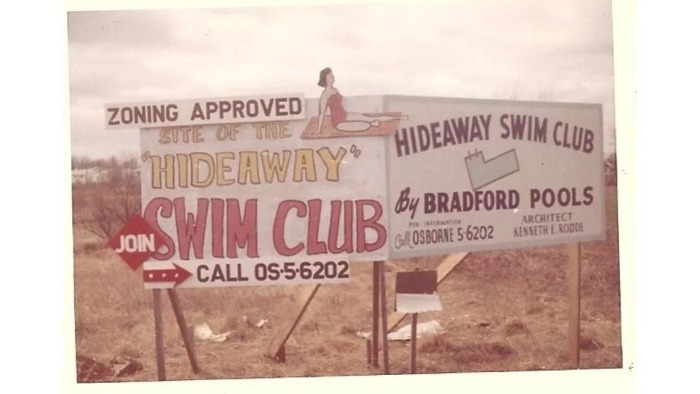 ZONING APPROVED
SITE OF THE
"HIDEAWAY"
SWIM CLUB
JOIN
CALL OS-5-6202
HIDEAWAY SWIM CLUB
By BRADFORD POOLS
FOR INFORMATION
Call OSBORNE 5-6202
ARCHITECT
KENNETH E. RODDE